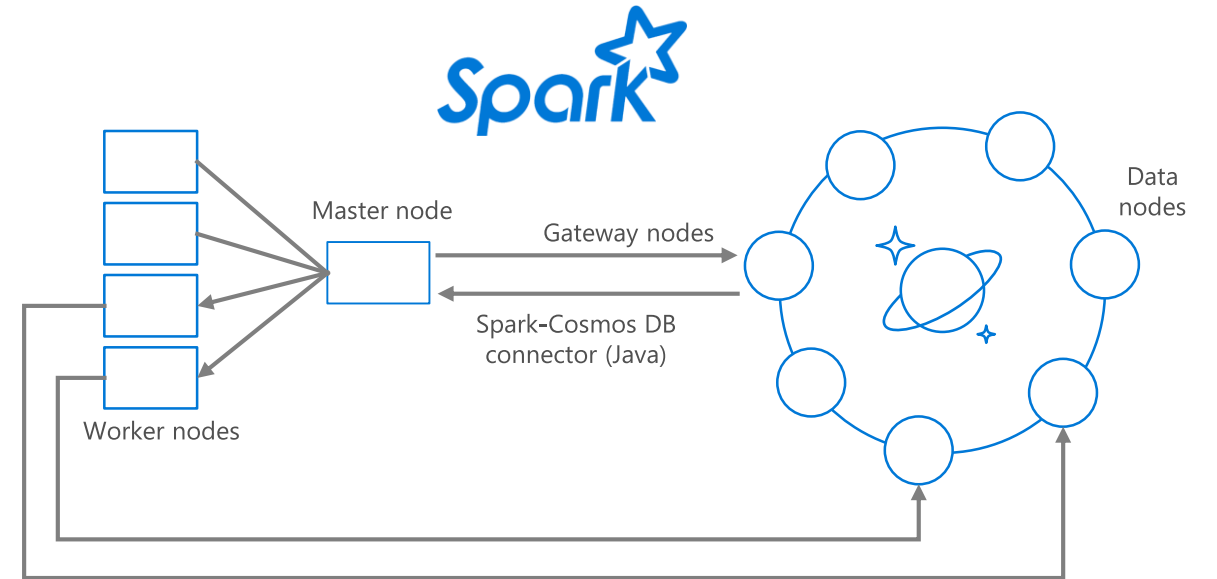 Spark
Master node
Gateway nodes
Data
nodes
Spark-Cosmos DB
connector (Java)
Worker nodes